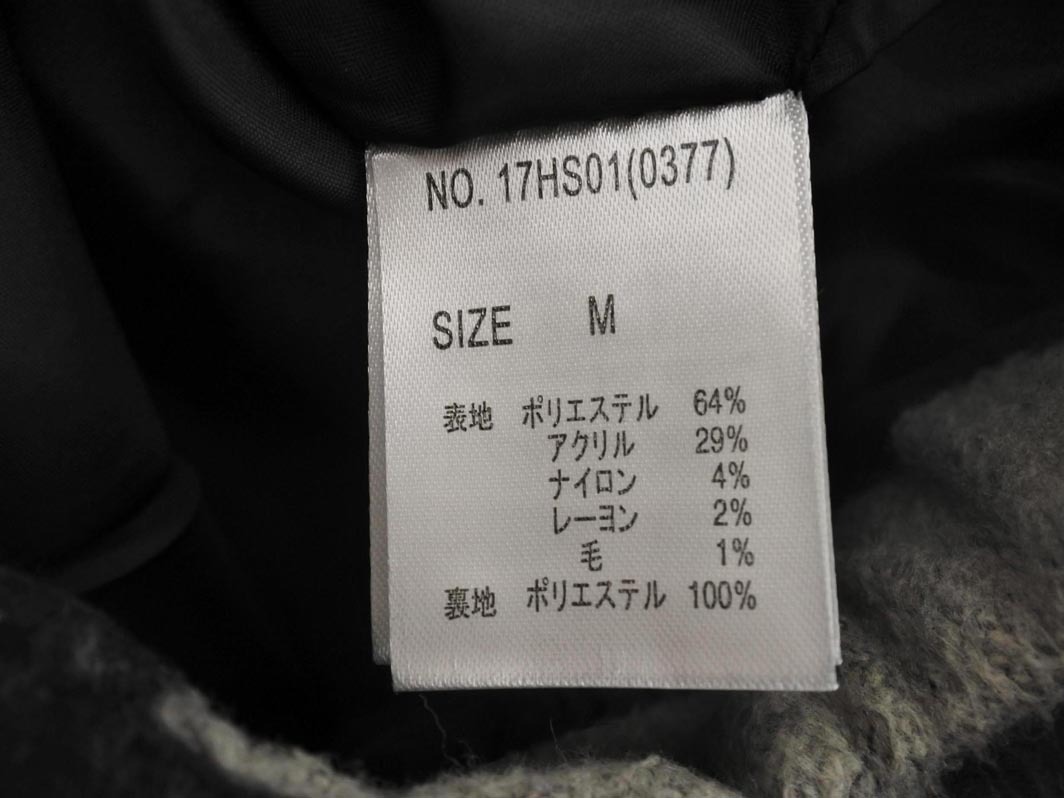 NO. 17HS01(0377)
SIZE M
表地 ポリエステル 64%
アクリル 29%
ナイロン 4%
レーヨン 2%
毛 1%
裏地 ポリエステル 100%